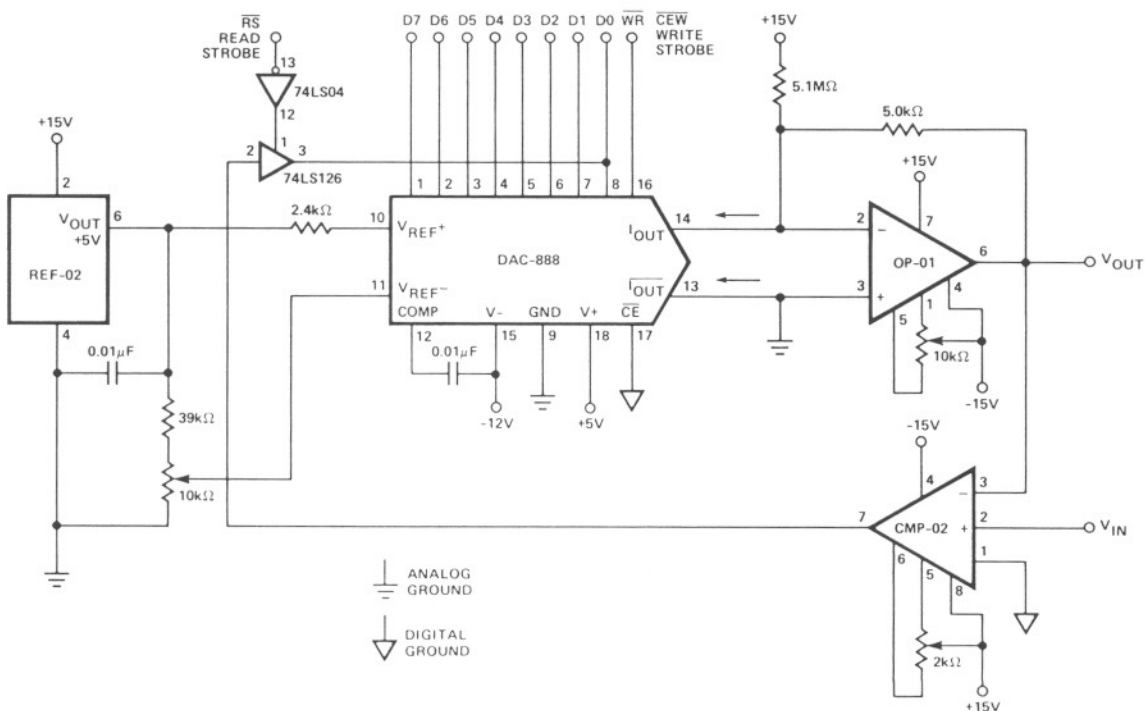 RS
READ
STROBE
D7 D6 D5 D4 D3 D2 D1 D0 WR CEW
WRITE
STROBE
+15V
13
74LS04
12
5.1MΩ
5.0kΩ
+15V
1
2 3
74LS126
+15V
2
1 2 3 4 5 6 7 8 16
VOUT
+5V
6
REF-02
4
2.4kΩ
10 VREF+
11 VREF-
DAC-888
IOUT 14
IOUT 13
COMP V- GND V+ CE
12 15 9 18 17
0.01μF
0.01μF
-12V
+5V
2 -
7
OP-01
6
VOUT
3 +
1 4
5
10kΩ
-15V
39kΩ
10kΩ
-15V
4
- 3
7 CMP-02 + 2
VIN
1
6 5 8
2kΩ
+15V
ANALOG
GROUND
DIGITAL
GROUND